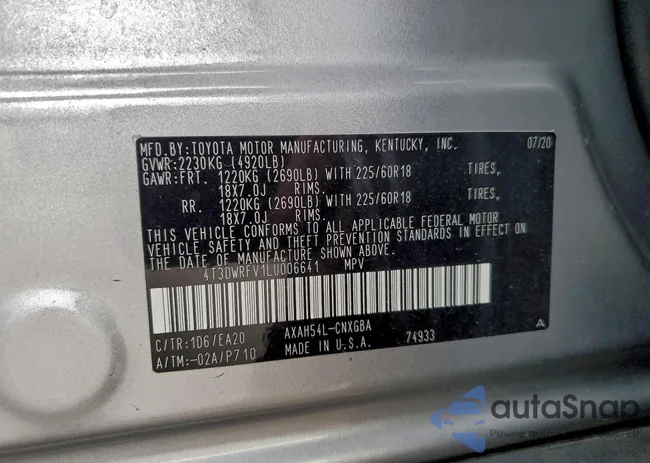 MFD.BY:TOYOTA MOTOR MANUFACTURING, KENTUCKY, INC. 07/20
GVWR:2230KG (4920LB)
GAWR:FRT. 1220KG (2690LB) WITH 225/60R18 TIRES,
18X7.0J RIMS,
RR. 1220KG (2690LB) WITH 225/60R18 TIRES,
18X7.0J RIMS,
THIS VEHICLE CONFORMS TO ALL APPLICABLE FEDERAL MOTOR
VEHICLE SAFETY AND THEFT PREVENTION STANDARDS IN EFFECT ON
THE DATE OF MANUFACTURE SHOWN ABOVE.
4T3DWRFV1LU006641 MPV
C/TR:1D6/EA20 AXAH54L-CNXGBA A
A/TM:-02A/P710 MADE IN U.S.A. 74933
autaSnap
Pewne auto